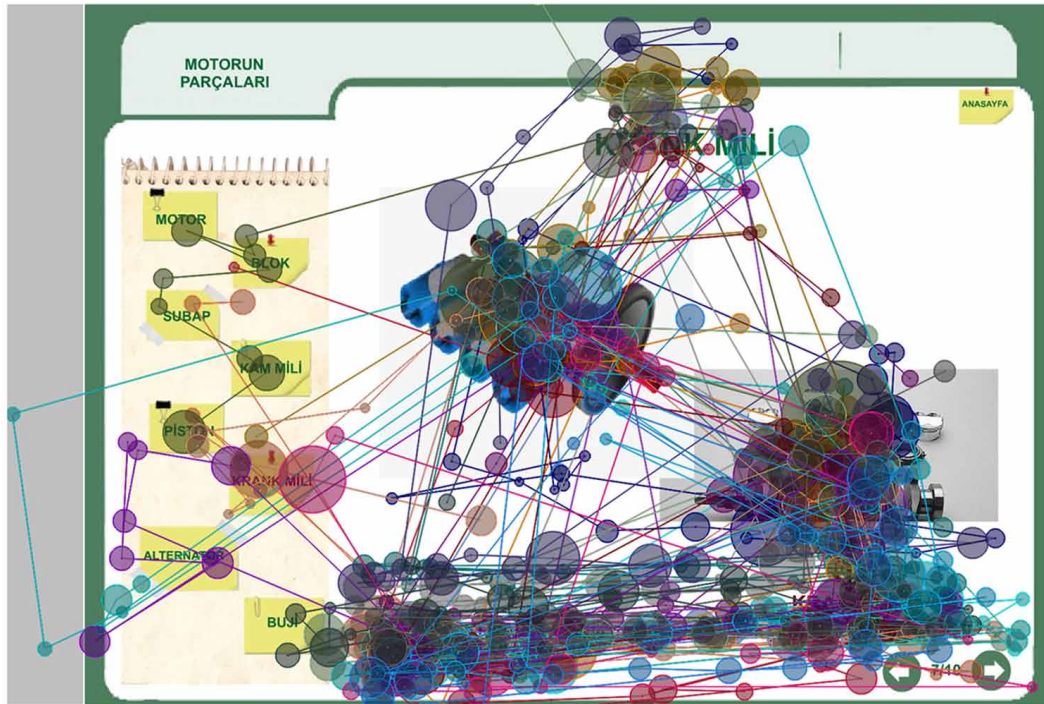 MOTORUN
PARÇALARI
ANASAYFA
KRANK MİLİ
MOTOR
BLOK
SUBAP
KAM MİLİ
PİSTON
KRANK MİLİ
ALTERNATÖR
BUJİ
7/10